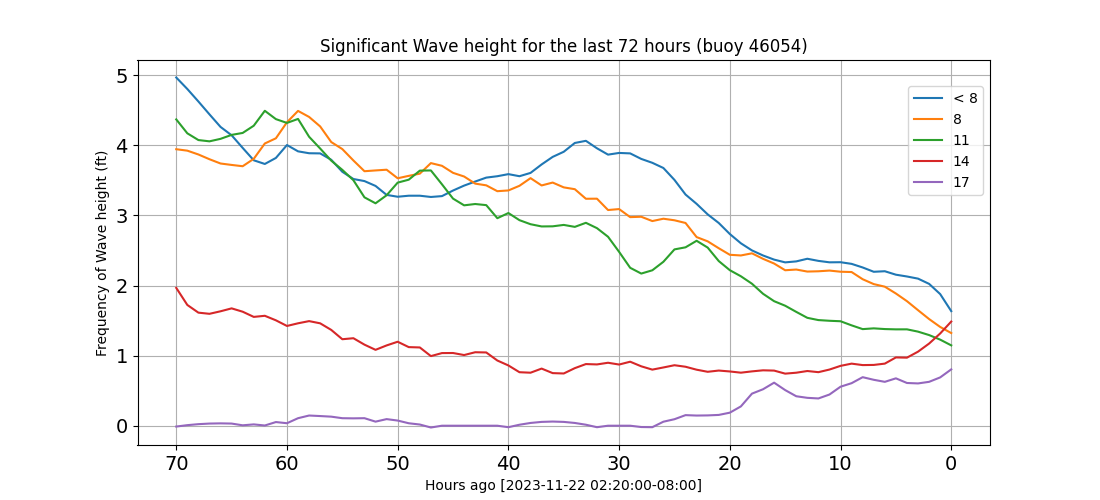 Significant Wave height for the last 72 hours (buoy 46054)
Frequency of Wave height (ft)
5
4
3
2
1
0
< 8
8
11
14
17
70 60 50 40 30 20 10 0
Hours ago [2023-11-22 02:20:00-08:00]